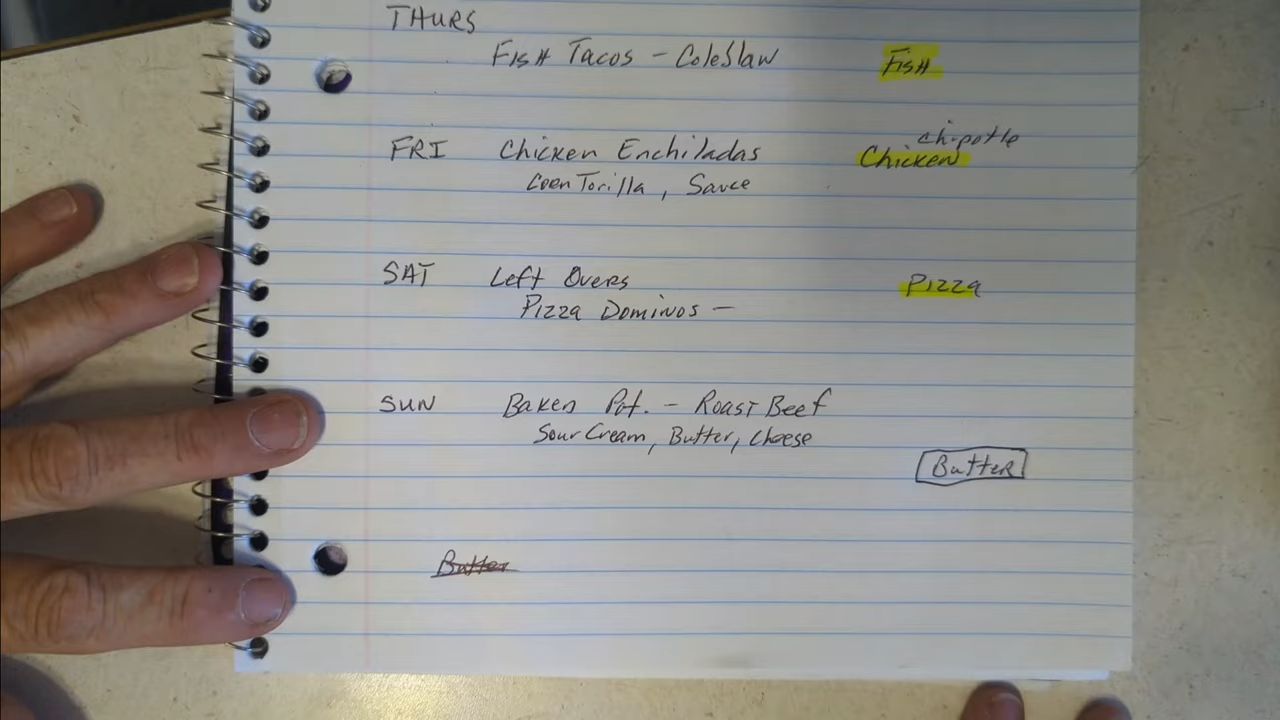 THURS
Fish Tacos - Coleslaw Fish
chipotle
FRI Chicken Enchiladas Chicken
Coen Torilla, Sauce
SAT Left Overs Pizza
Pizza Dominos -
SUN Baken Pot. - Roast Beef
Sour Cream, Butter, Cheese
Butter
Butter